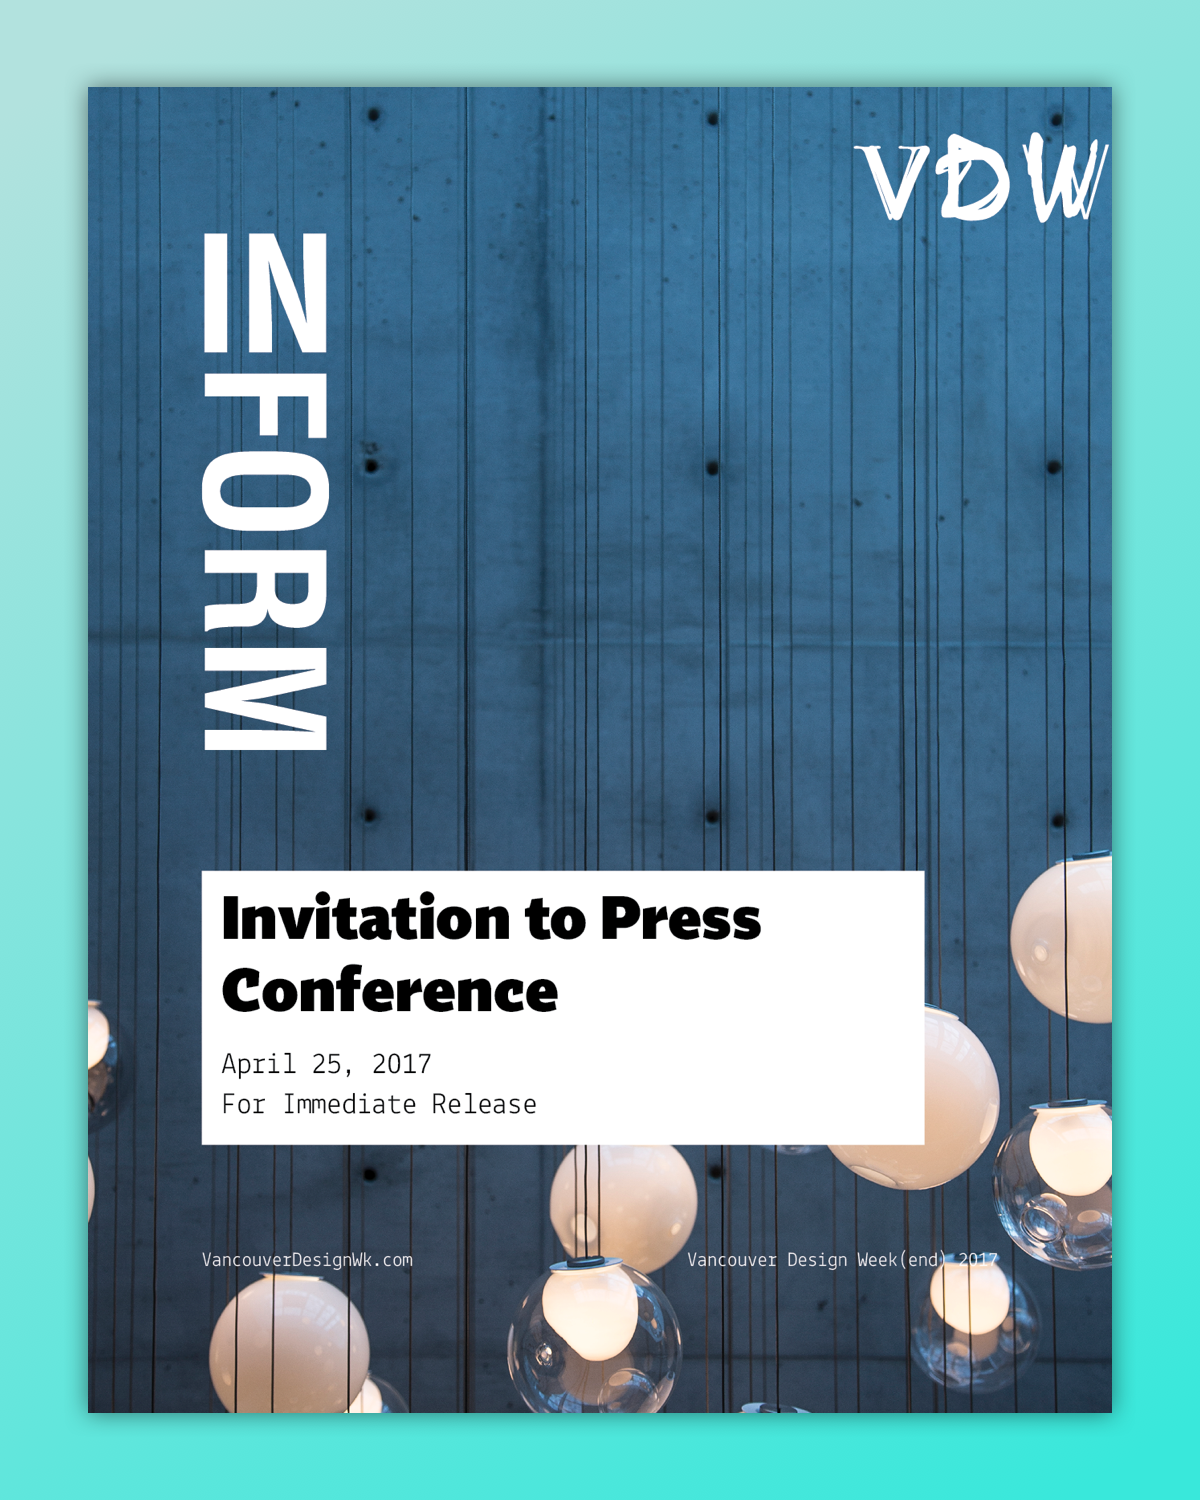 VDW
INFORM
Invitation to Press
Conference
April 25, 2017
For Immediate Release
VancouverDesignWk.com
Vancouver Design Week(end) 2017